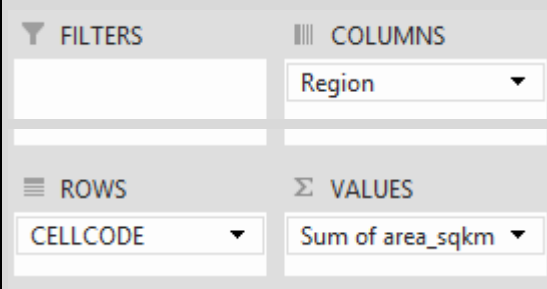 FILTERS
COLUMNS
Region
ROWS
Σ VALUES
CELLCODE
Sum of area_sqkm